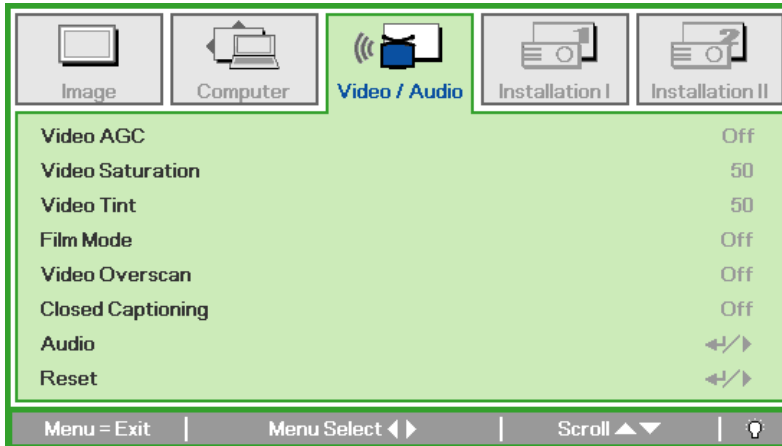 Image Computer Video / Audio Installation I Installation II
Video AGC Off
Video Saturation 50
Video Tint 50
Film Mode Off
Video Overscan Off
Closed Captioning Off
Audio ↵/▶
Reset ↵/▶
Menu = Exit | Menu Select ◀ ▶ | Scroll ▲▼ |